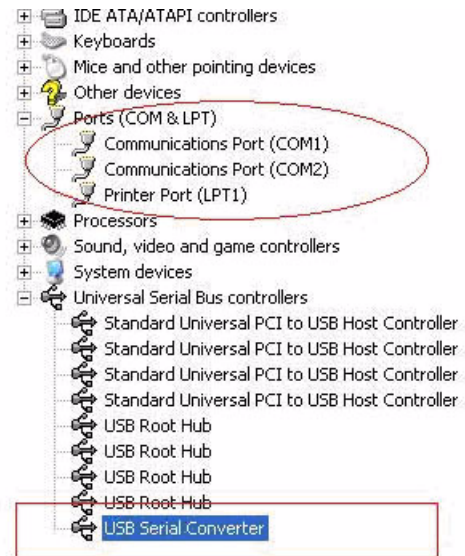 IDE ATA/ATAPI controllers
Keyboards
Mice and other pointing devices
Other devices
Ports (COM & LPT)
Communications Port (COM1)
Communications Port (COM2)
Printer Port (LPT1)
Processors
Sound, video and game controllers
System devices
Universal Serial Bus controllers
Standard Universal PCI to USB Host Controller
Standard Universal PCI to USB Host Controller
Standard Universal PCI to USB Host Controller
Standard Universal PCI to USB Host Controller
USB Root Hub
USB Root Hub
USB Root Hub
USB Root Hub
USB Serial Converter